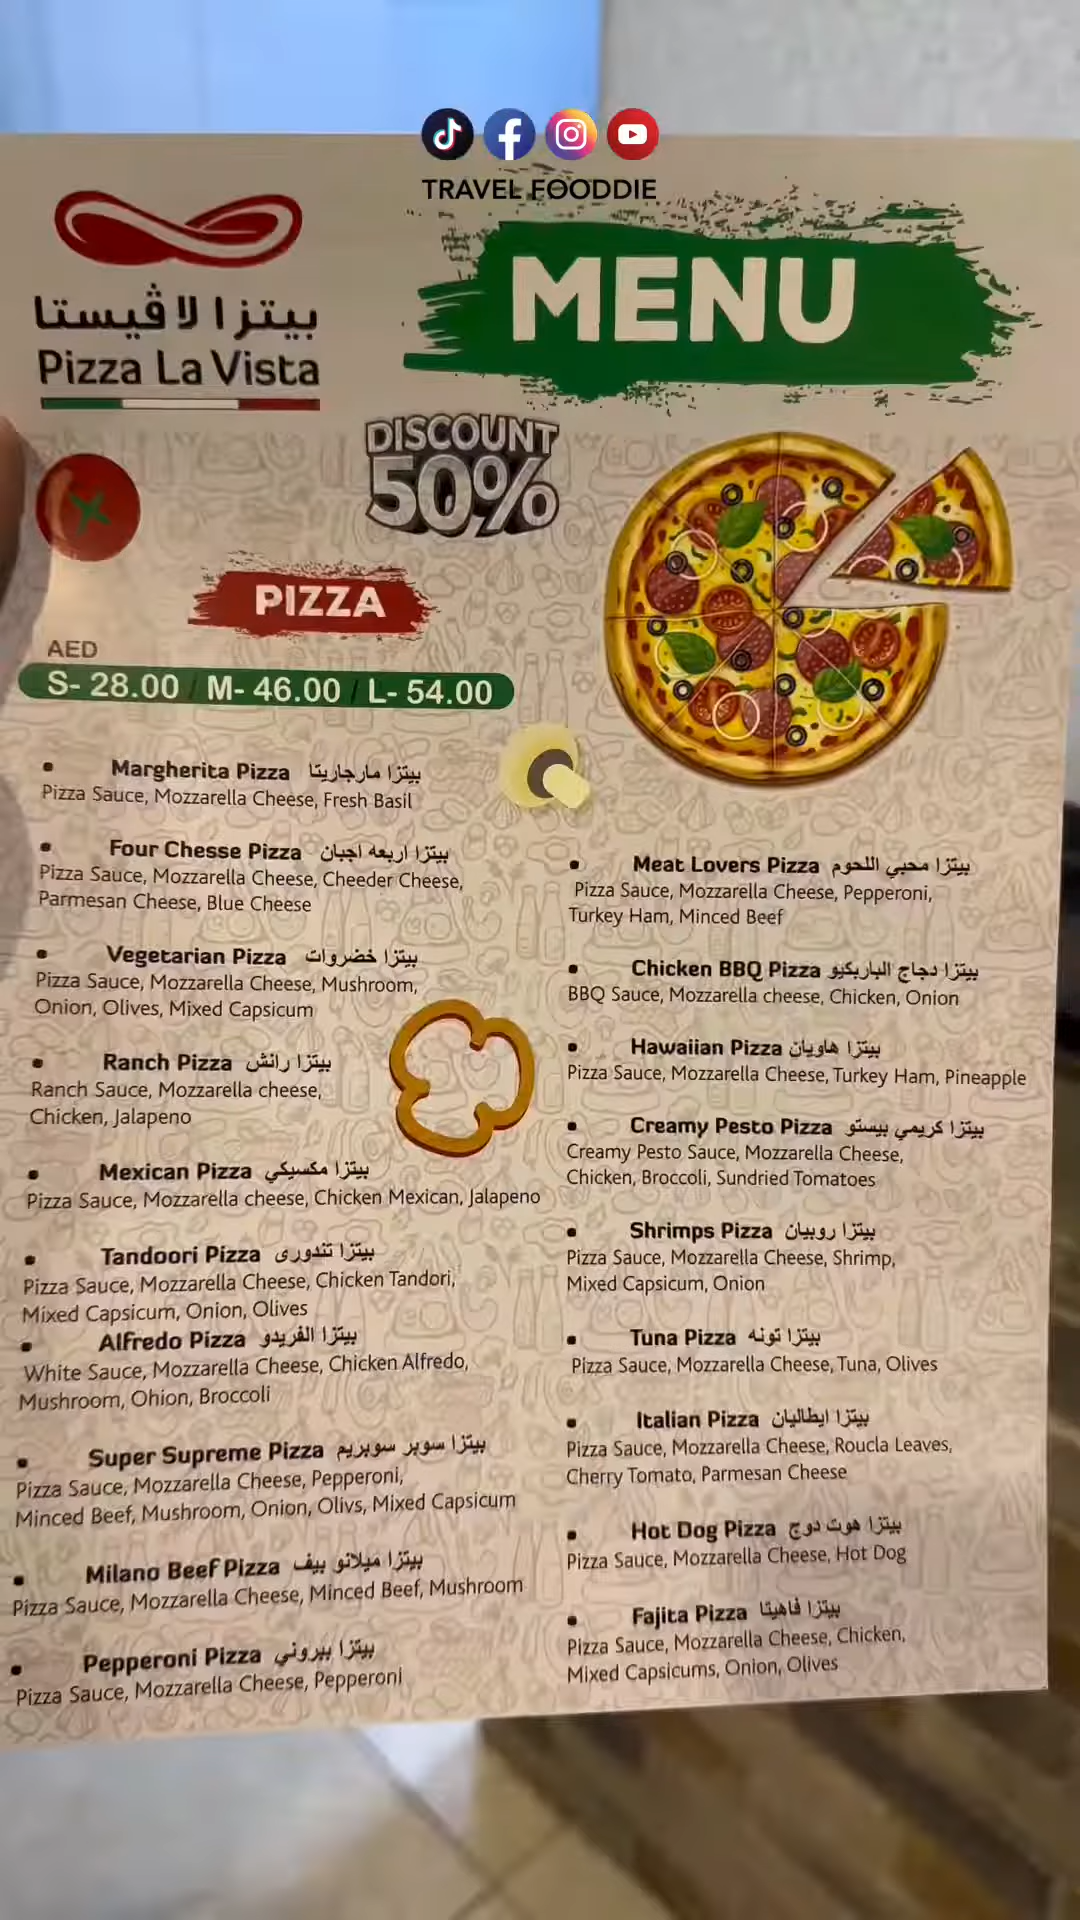 TRAVEL FOODDIE
بيتزا لاڤيستا
Pizza La Vista
MENU
DISCOUNT
50%
PIZZA
AED
S- 28.00 / M- 46.00 / L- 54.00
• Margherita Pizza بيتزا مارجاريتا
Pizza Sauce, Mozzarella Cheese, Fresh Basil
• Four Chesse Pizza بيتزا اربعه اجبان
Pizza Sauce, Mozzarella Cheese, Cheeder Cheese,
Parmesan Cheese, Blue Cheese
• Vegetarian Pizza بيتزا خضروات
Pizza Sauce, Mozzarella Cheese, Mushroom,
Onion, Olives, Mixed Capsicum
• Ranch Pizza بيتزا رانش
Ranch Sauce, Mozzarella cheese,
Chicken, Jalapeno
• Mexican Pizza بيتزا مكسيكي
Pizza Sauce, Mozzarella cheese, Chicken Mexican, Jalapeno
• Tandoori Pizza بيتزا تندورى
Pizza Sauce, Mozzarella Cheese, Chicken Tandori,
Mixed Capsicum, Onion, Olives
• Alfredo Pizza بيتزا الفريدو
White Sauce, Mozzarella Cheese, Chicken Alfredo,
Mushroom, Ohion, Broccoli
• Super Supreme Pizza بيتزا سوبر سوبريم
Pizza Sauce, Mozzarella Cheese, Pepperoni,
Minced Beef, Mushroom, Onion, Olivs, Mixed Capsicum
• Milano Beef Pizza بيتزا ميلانو بيف
Pizza Sauce, Mozzarella Cheese, Minced Beef, Mushroom
• Pepperoni Pizza بيتزا بيروني
Pizza Sauce, Mozzarella Cheese, Pepperoni
• Meat Lovers Pizza بيتزا محبي اللحوم
Pizza Sauce, Mozzarella Cheese, Pepperoni,
Turkey Ham, Minced Beef
• Chicken BBQ Pizza بيتزا دجاج الباربكيو
BBQ Sauce, Mozzarella cheese, Chicken, Onion
• Hawaiian Pizza بيتزا هاويان
Pizza Sauce, Mozzarella Cheese, Turkey Ham, Pineapple
• Creamy Pesto Pizza بيتزا كريمي بيستو
Creamy Pesto Sauce, Mozzarella Cheese,
Chicken, Broccoli, Sundried Tomatoes
• Shrimps Pizza بيتزا روبيان
Pizza Sauce, Mozzarella Cheese, Shrimp,
Mixed Capsicum, Onion
• Tuna Pizza بيتزا تونه
Pizza Sauce, Mozzarella Cheese, Tuna, Olives
• Italian Pizza بيتزا ايطاليان
Pizza Sauce, Mozzarella Cheese, Roucla Leaves,
Cherry Tomato, Parmesan Cheese
• Hot Dog Pizza بيتزا هوت دوج
Pizza Sauce, Mozzarella Cheese, Hot Dog
• Fajita Pizza بيتزا فاهيتا
Pizza Sauce, Mozzarella Cheese, Chicken,
Mixed Capsicums, Onion, Olives